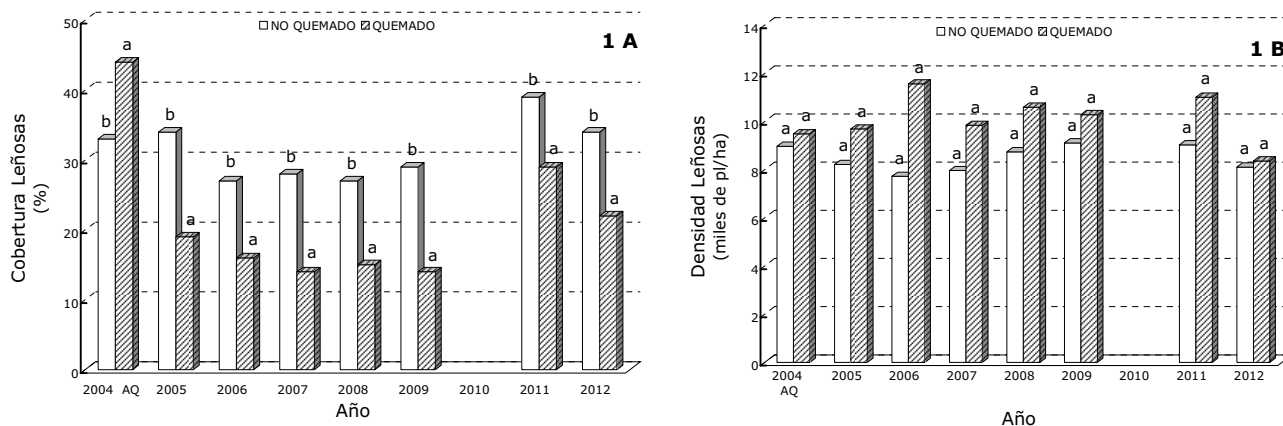 50
NO QUEMADO QUEMADO
1 A
a
b
b
b
b
b
b
b
b
a
a
a
a
a
a
a
40
30
20
10
0
Cobertura Leñosas
(%)
2004 AQ 2005 2006 2007 2008 2009 2010 2011 2012
Año
14
NO QUEMADO QUEMADO
1 B
12
10
8
6
4
2
0
a a a a a a a a a a a a a a a a
Densidad Leñosas
(miles de pl/ha)
2004 2005 2006 2007 2008 2009 2010 2011 2012
AQ
Año